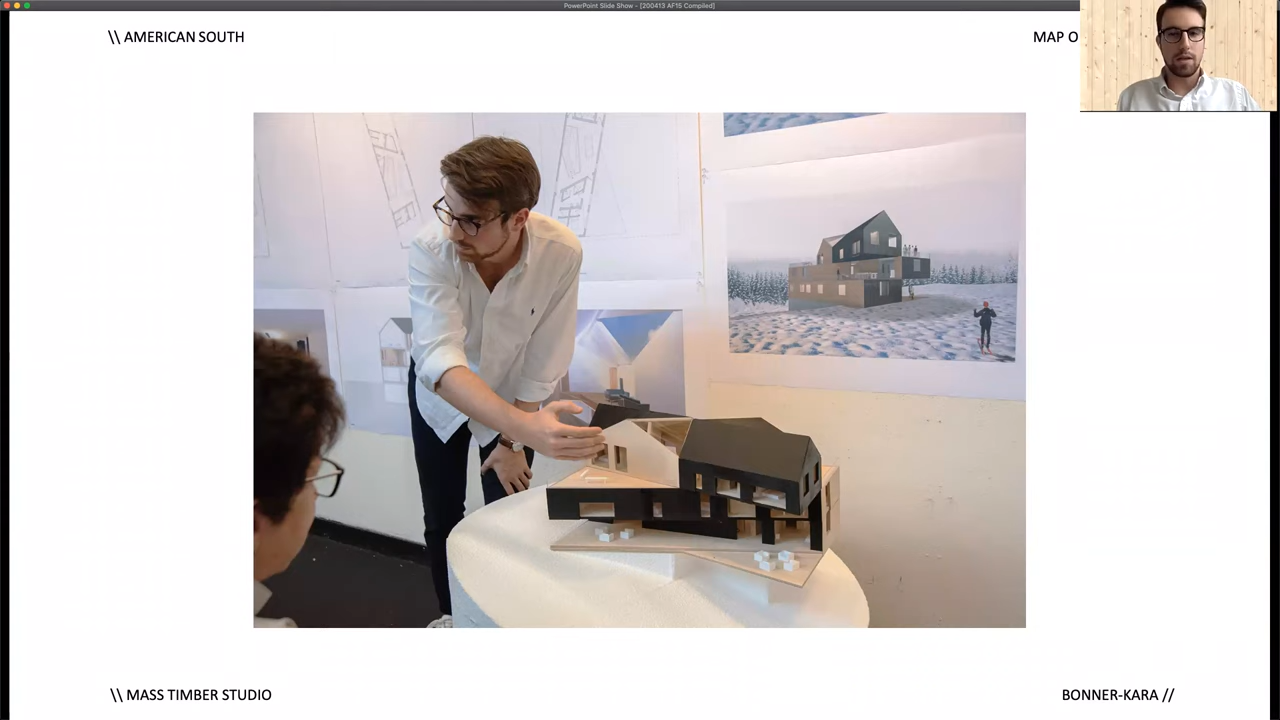 PowerPoint Slide Show - [200413 AF15 Compiled]
\\ AMERICAN SOUTH
MAP O
\\ MASS TIMBER STUDIO
BONNER-KARA //